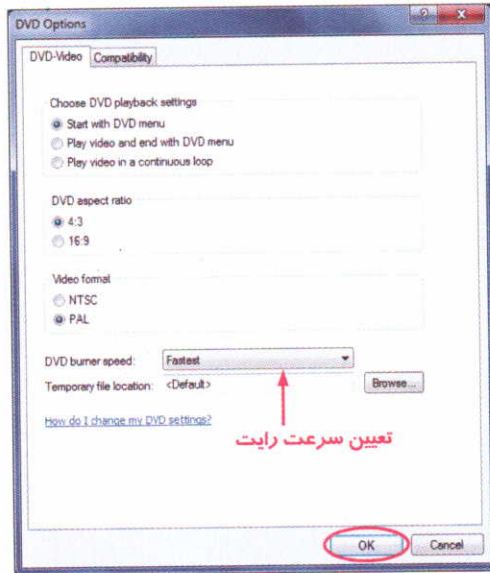 DVD Options
DVD-Video Compatibility
Choose DVD playback settings
Start with DVD menu
Play video and end with DVD menu
Play video in a continuous loop
DVD aspect ratio
4:3
16:9
Video format
NTSC
PAL
DVD burner speed: Fastest
Temporary file location: <Default> Browse...
How do I change my DVD settings?
تعیین سرعت رایت
OK Cancel